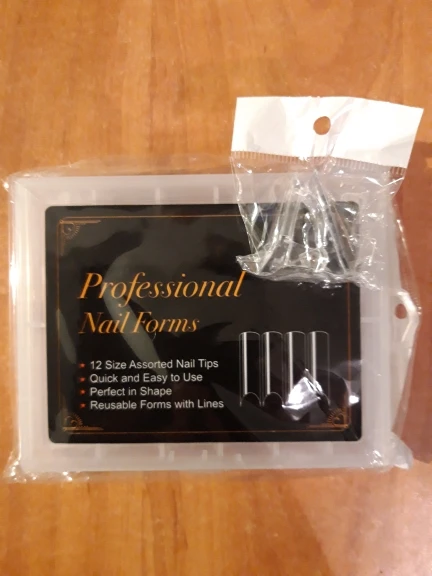 Professional
Nail Forms
• 12 Size Assorted Nail Tips
• Quick and Easy to Use
• Perfect in Shape
• Reusable Forms with Lines